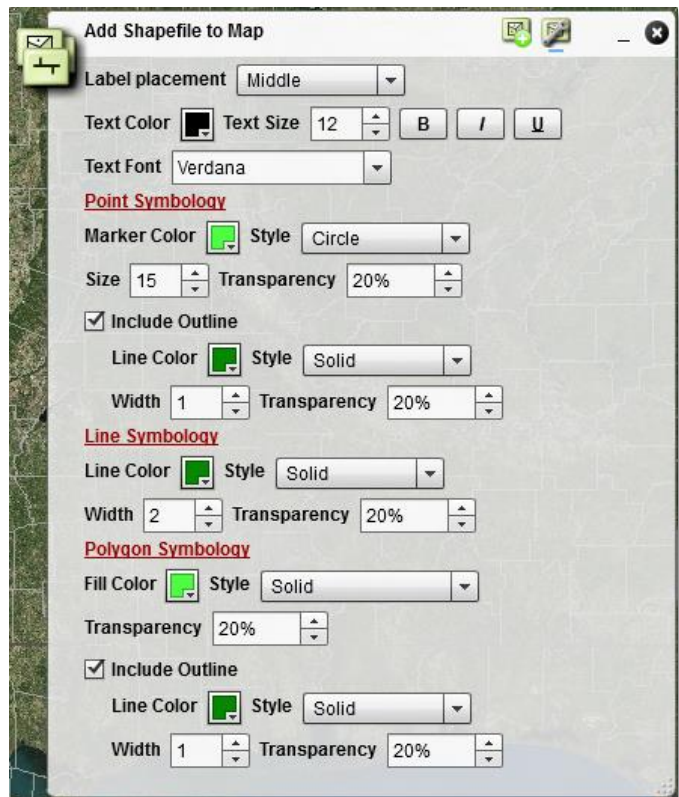 Add Shapefile to Map
Label placement Middle
Text Color Text Size 12 B I U
Text Font Verdana
Point Symbology
Marker Color Style Circle
Size 15 Transparency 20%
Include Outline
Line Color Style Solid
Width 1 Transparency 20%
Line Symbology
Line Color Style Solid
Width 2 Transparency 20%
Polygon Symbology
Fill Color Style Solid
Transparency 20%
Include Outline
Line Color Style Solid
Width 1 Transparency 20%